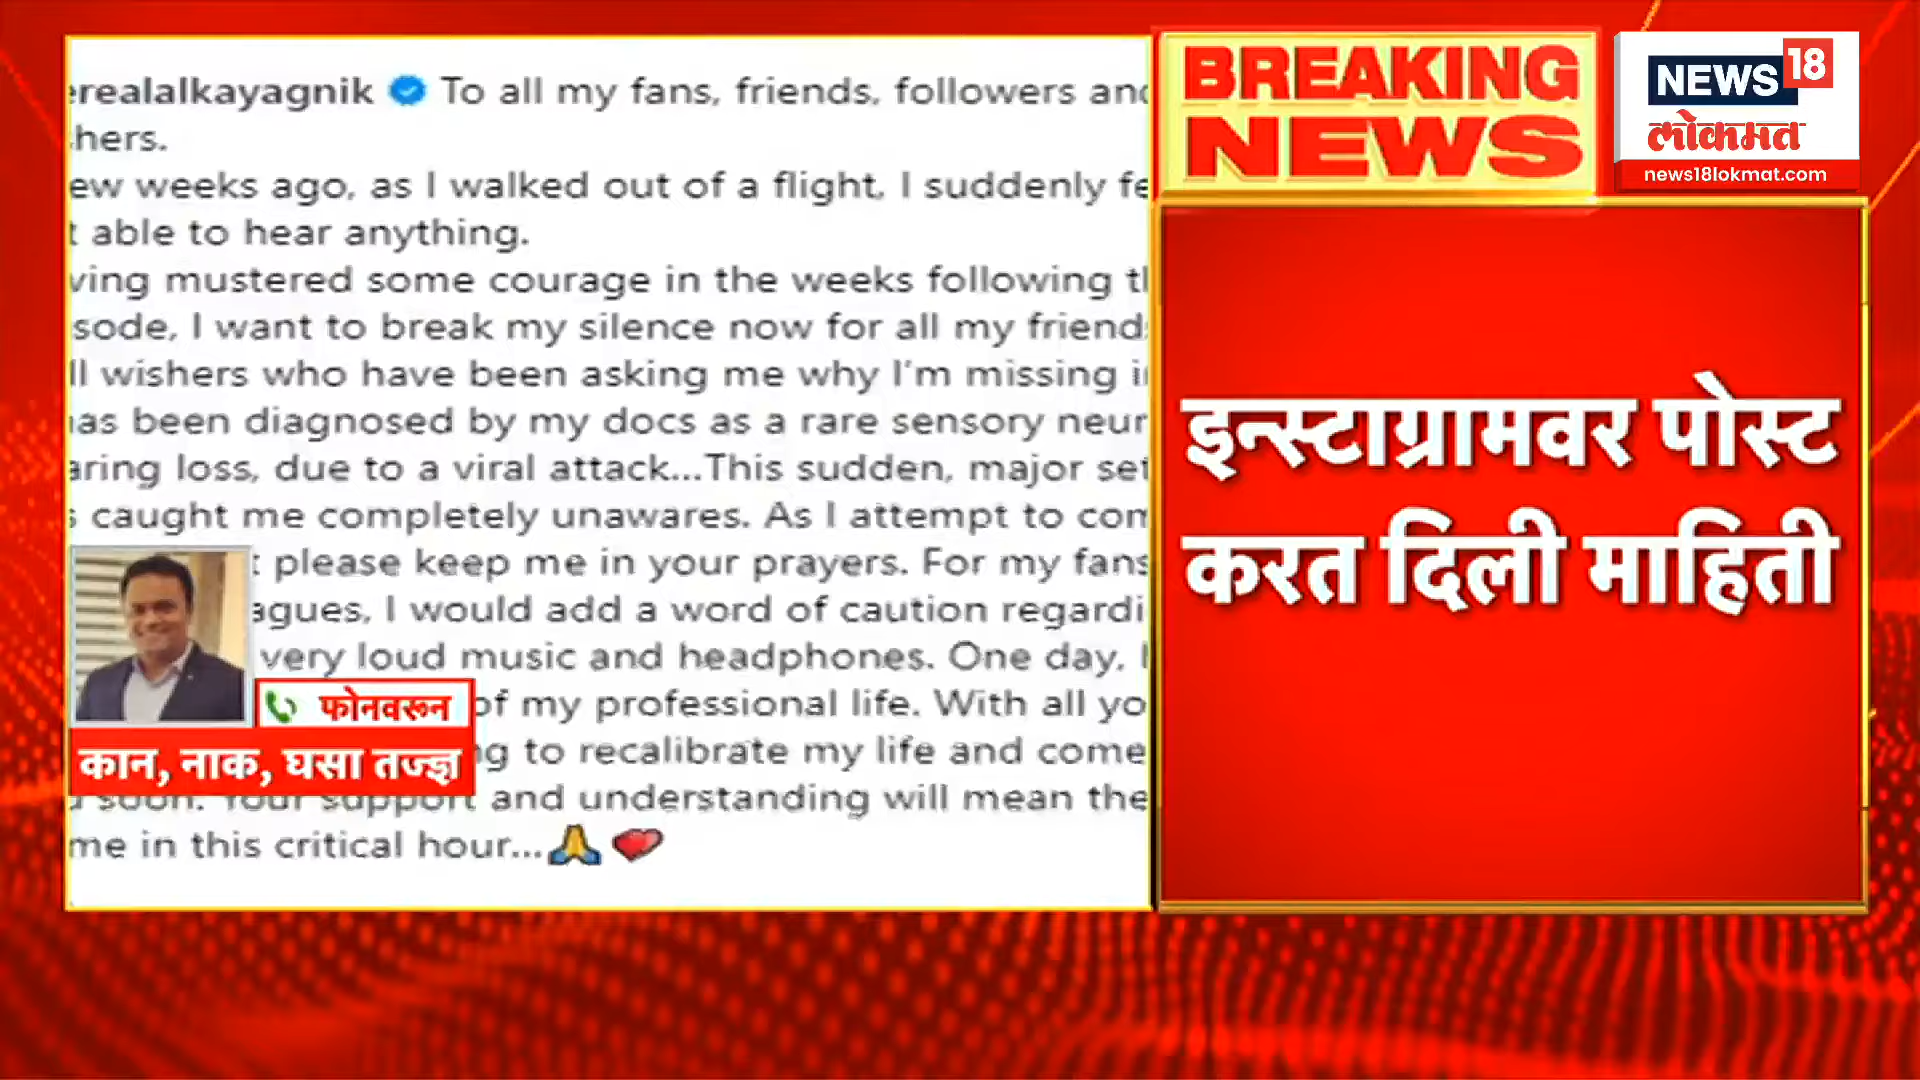 erealalkayagnik To all my fans, friends, followers and
hers.
ew weeks ago, as I walked out of a flight, I suddenly fe
t able to hear anything.
ving mustered some courage in the weeks following th
sode, I want to break my silence now for all my friends
ll wishers who have been asking me why I'm missing in
has been diagnosed by my docs as a rare sensory neur
aring loss, due to a viral attack...This sudden, major set
s caught me completely unawares. As I attempt to com
t please keep me in your prayers. For my fans
agues, I would add a word of caution regardi
very loud music and headphones. One day,
of my professional life. With all yo
ng to recalibrate my life and come
soon. Your support and understanding will mean the
me in this critical hour...🙏 💕
फोनवरून
कान, नाक, घसा तज्ज्ञ
BREAKING
NEWS
NEWS 18
लोकमत
news18lokmat.com
इन्स्टाग्रामवर पोस्ट
करत दिली माहिती